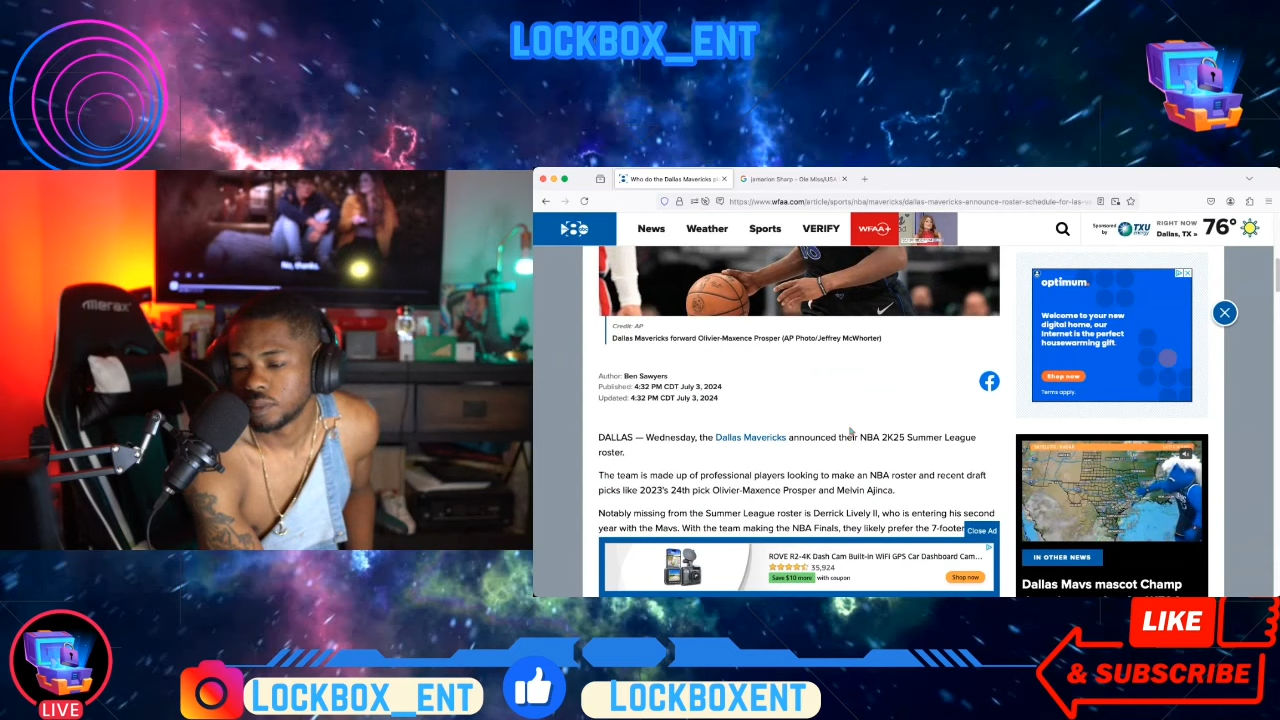 LOCKBOX_ENT
No, thanks.
Who do the Dallas Mavericks pl
jamarion Sharp - Ole Miss/USA
https://www.wfaa.com/article/sports/nba/mavericks/dallas-mavericks-announce-roster-schedule-for-las-v
News
Weather
Sports
VERIFY
WFAA+
Sponsored by
TXU energy
RIGHT NOW
Dallas, TX »
76°
Credit: AP
Dallas Mavericks forward Olivier-Maxence Prosper (AP Photo/Jeffrey McWhorter)
Author: Ben Sawyers
Published: 4:32 PM CDT July 3, 2024
Updated: 4:32 PM CDT July 3, 2024
DALLAS — Wednesday, the Dallas Mavericks announced their NBA 2K25 Summer League
roster.
The team is made up of professional players looking to make an NBA roster and recent draft
picks like 2023's 24th pick Olivier-Maxence Prosper and Melvin Ajinca.
Notably missing from the Summer League roster is Derrick Lively II, who is entering his second
year with the Mavs. With the team making the NBA Finals, they likely prefer the 7-footer
Close Ad
ROVE R2-4K Dash Cam Built-in WiFi GPS Car Dashboard Cam...
35,924
Save $10 more with coupon
Shop now
optimum.
Welcome to your new
digital home, our
Internet is the perfect
housewarming gift.
Shop now
Terms apply.
IN OTHER NEWS
Dallas Mavs mascot Champ
LIVE
LOCKBOX_ENT
LOCKBOXENT
LIKE
& SUBSCRIBE